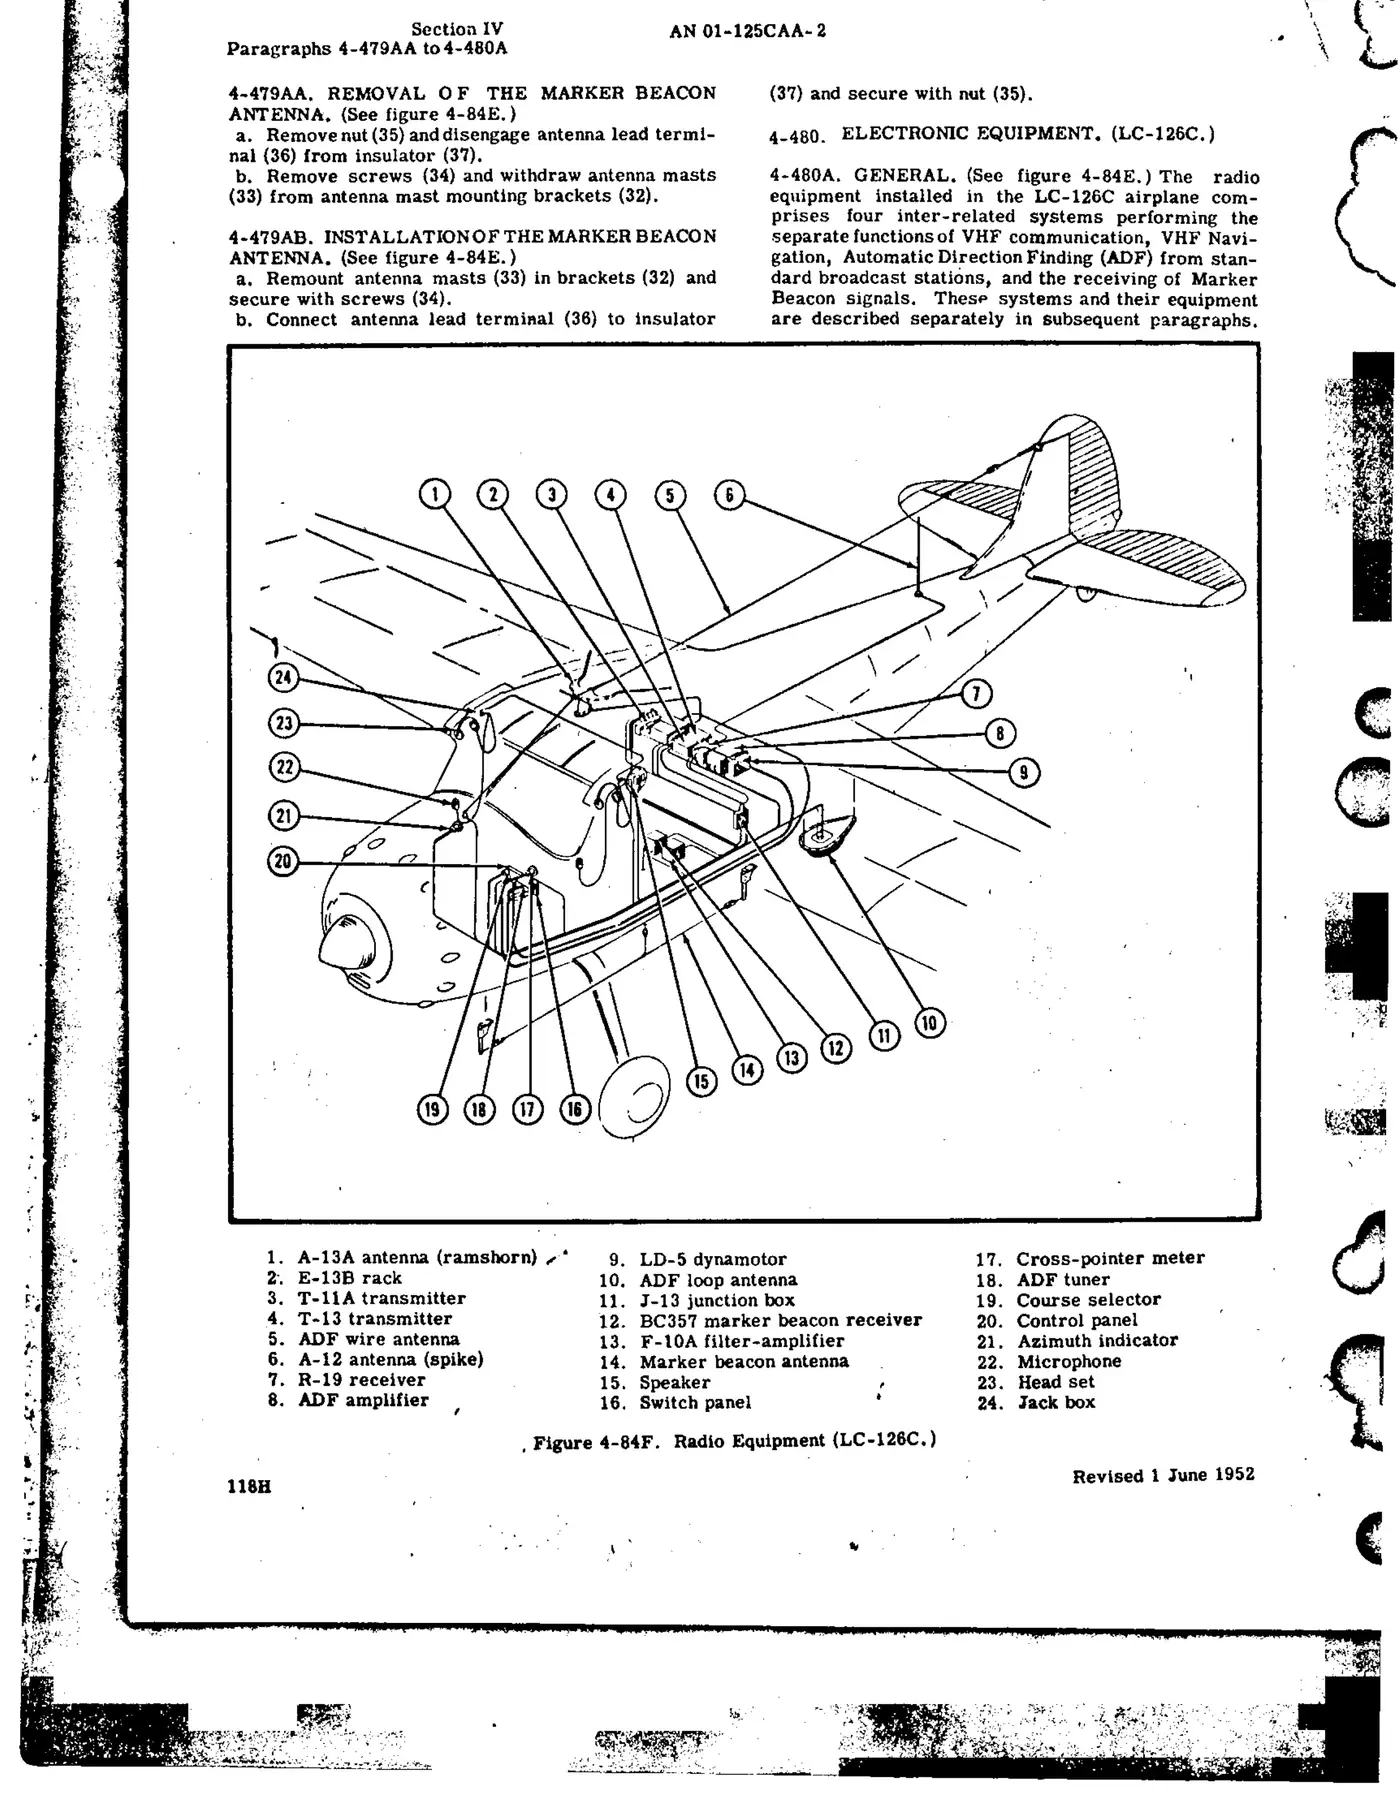 Section IV
AN 01-125CAA-2
Paragraphs 4-479AA to 4-480A
4-479AA. REMOVAL OF THE MARKER BEACON
ANTENNA. (See figure 4-84E.)
a. Remove nut (35) and disengage antenna lead termi-
nal (36) from insulator (37).
b. Remove screws (34) and withdraw antenna masts
(33) from antenna mast mounting brackets (32).
4-479AB. INSTALLATION OF THE MARKER BEACON
ANTENNA. (See figure 4-84E.)
a. Remount antenna masts (33) in brackets (32) and
secure with screws (34).
b. Connect antenna lead terminal (36) to insulator
(37) and secure with nut (35).
4-480. ELECTRONIC EQUIPMENT. (LC-126C.)
4-480A. GENERAL. (See figure 4-84E.) The radio
equipment installed in the LC-126C airplane com-
prises four inter-related systems performing the
separate functions of VHF communication, VHF Navi-
gation, Automatic Direction Finding (ADF) from stan-
dard broadcast stations, and the receiving of Marker
Beacon signals. These systems and their equipment
are described separately in subsequent paragraphs.
1 2 3 4 5 6
24
23
22
21
20
7
8
9
10
11
12
13
14
15
19 18 17 16
1. A-13A antenna (ramshorn)
2. E-13B rack
3. T-11A transmitter
4. T-13 transmitter
5. ADF wire antenna
6. A-12 antenna (spike)
7. R-19 receiver
8. ADF amplifier
9. LD-5 dynamotor
10. ADF loop antenna
11. J-13 junction box
12. BC357 marker beacon receiver
13. F-10A filter-amplifier
14. Marker beacon antenna
15. Speaker
16. Switch panel
17. Cross-pointer meter
18. ADF tuner
19. Course selector
20. Control panel
21. Azimuth indicator
22. Microphone
23. Head set
24. Jack box
Figure 4-84F. Radio Equipment (LC-126C.)
118H
Revised 1 June 1952